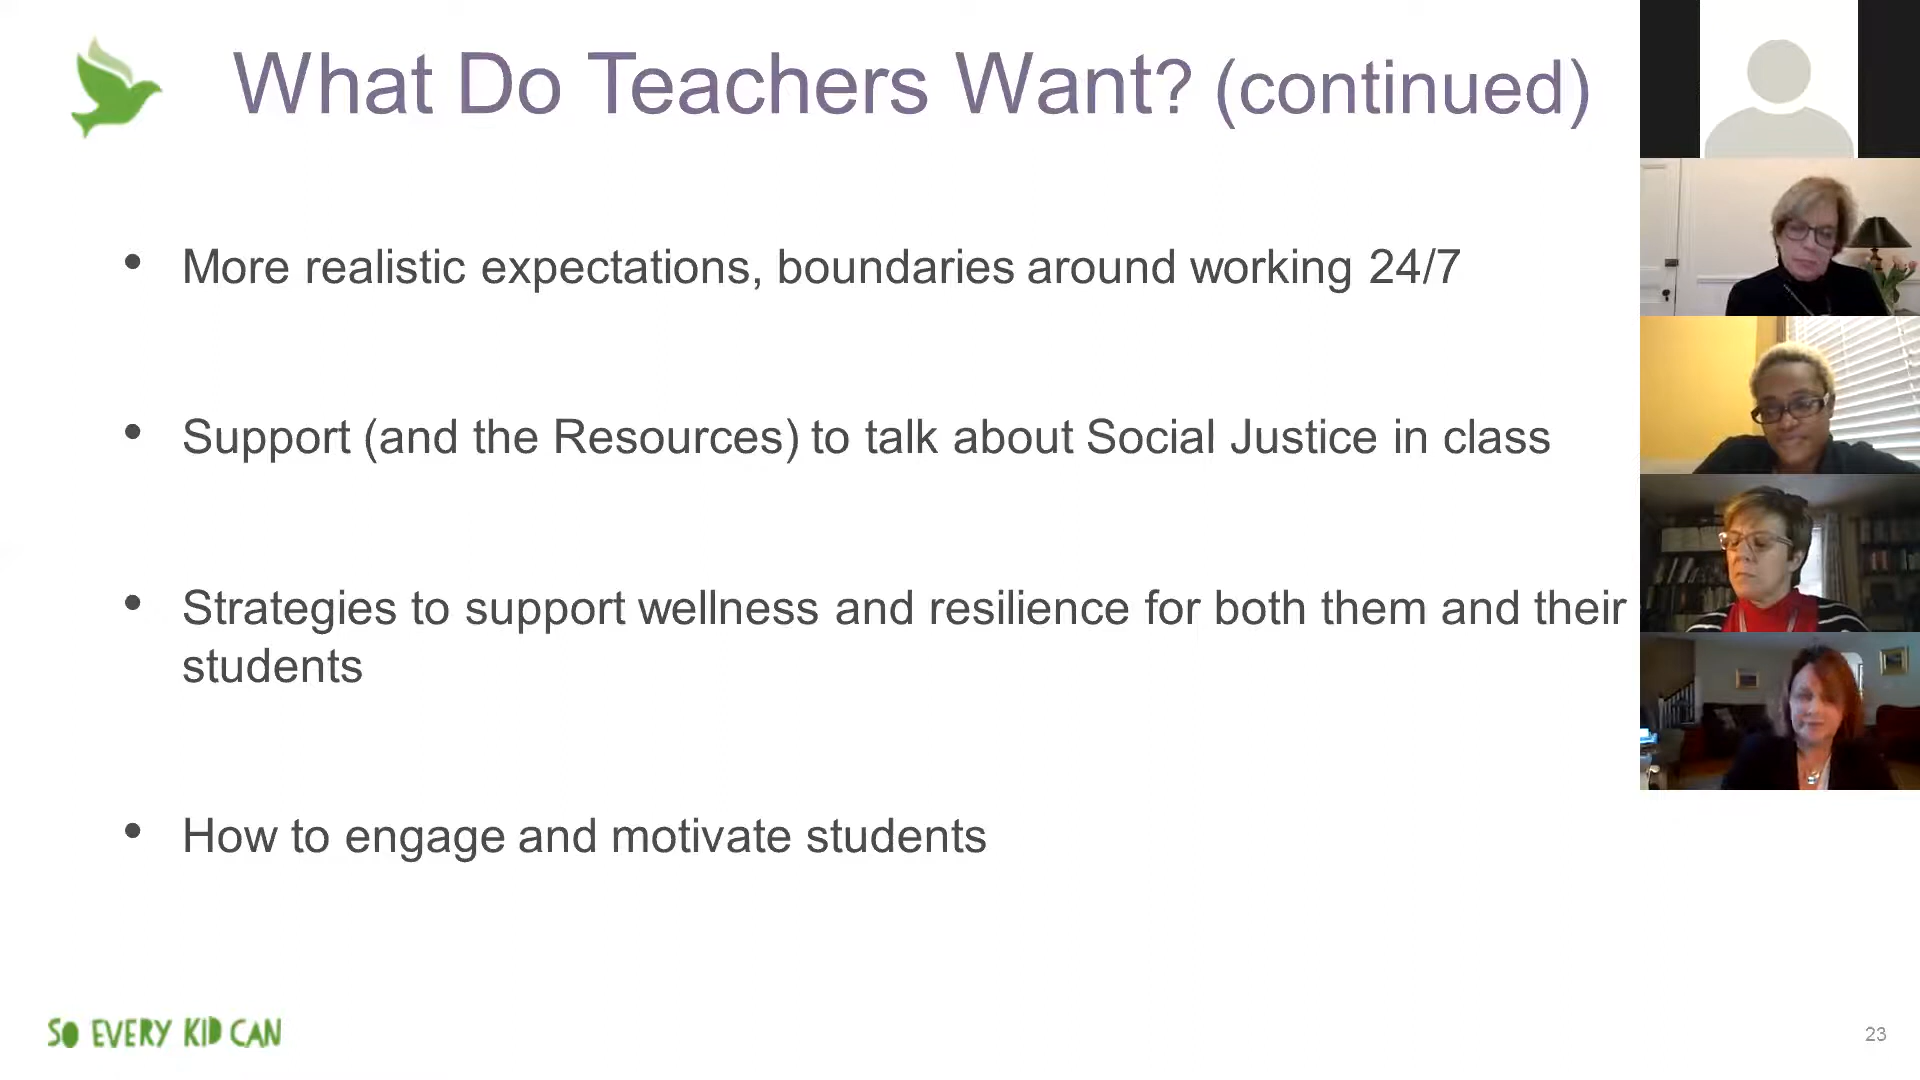 What Do Teachers Want? (continued)
• More realistic expectations, boundaries around working 24/7
• Support (and the Resources) to talk about Social Justice in class
• Strategies to support wellness and resilience for both them and their
students
• How to engage and motivate students
SO EVERY KID CAN
23